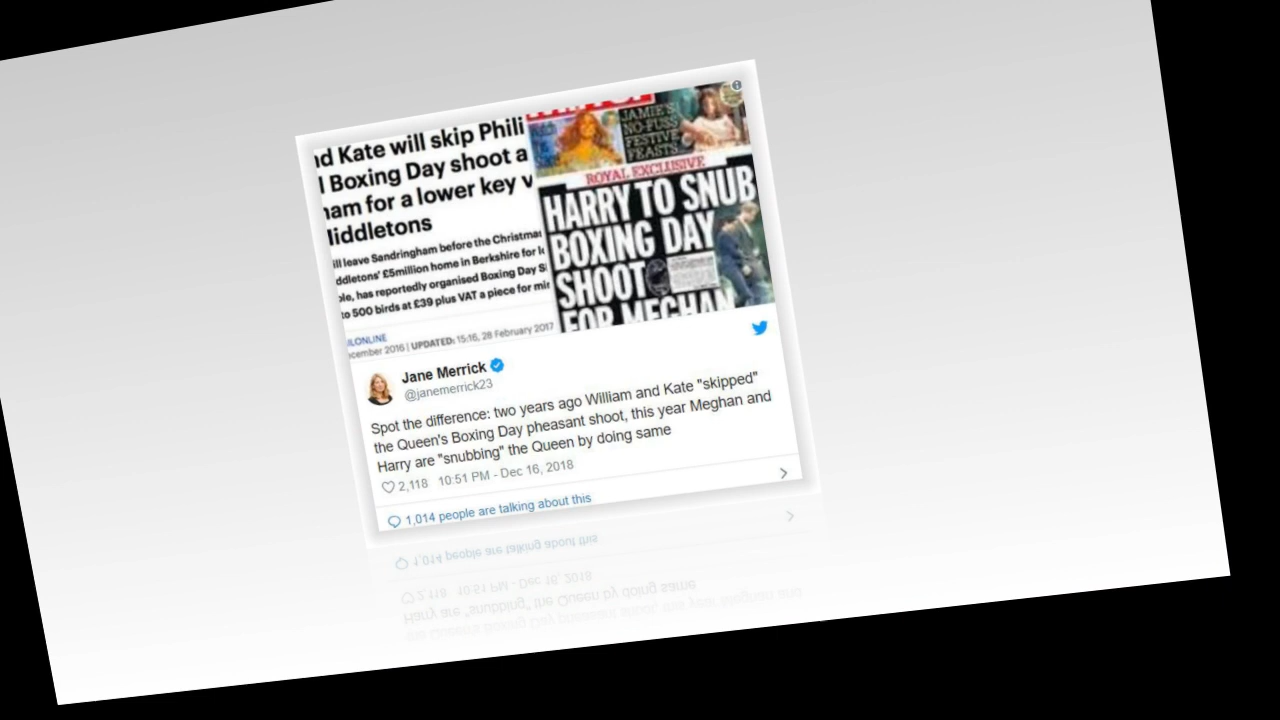 nd Kate will skip Phili
l Boxing Day shoot a
ham for a lower key v
Middletons
ill leave Sandringham before the Christmas
ddletons' £5million home in Berkshire for
ple, has reportedly organised Boxing Day
to 500 birds at £39 plus VAT a piece for
ILONLINE
ecember 2016 | UPDATED: 15:16, 28 February 2017
JAMIE'S
NO-FUSS
FESTIVE
FEASTS
ROYAL EXCLUSIVE
HARRY TO SNUB
BOXING DAY
SHOOT
FOR MEGHAN
Jane Merrick
@janemerrick23
Spot the difference: two years ago William and Kate "skipped"
the Queen's Boxing Day pheasant shoot, this year Meghan and
Harry are "snubbing" the Queen by doing same
2,118 10:51 PM - Dec 16, 2018
1,014 people are talking about this